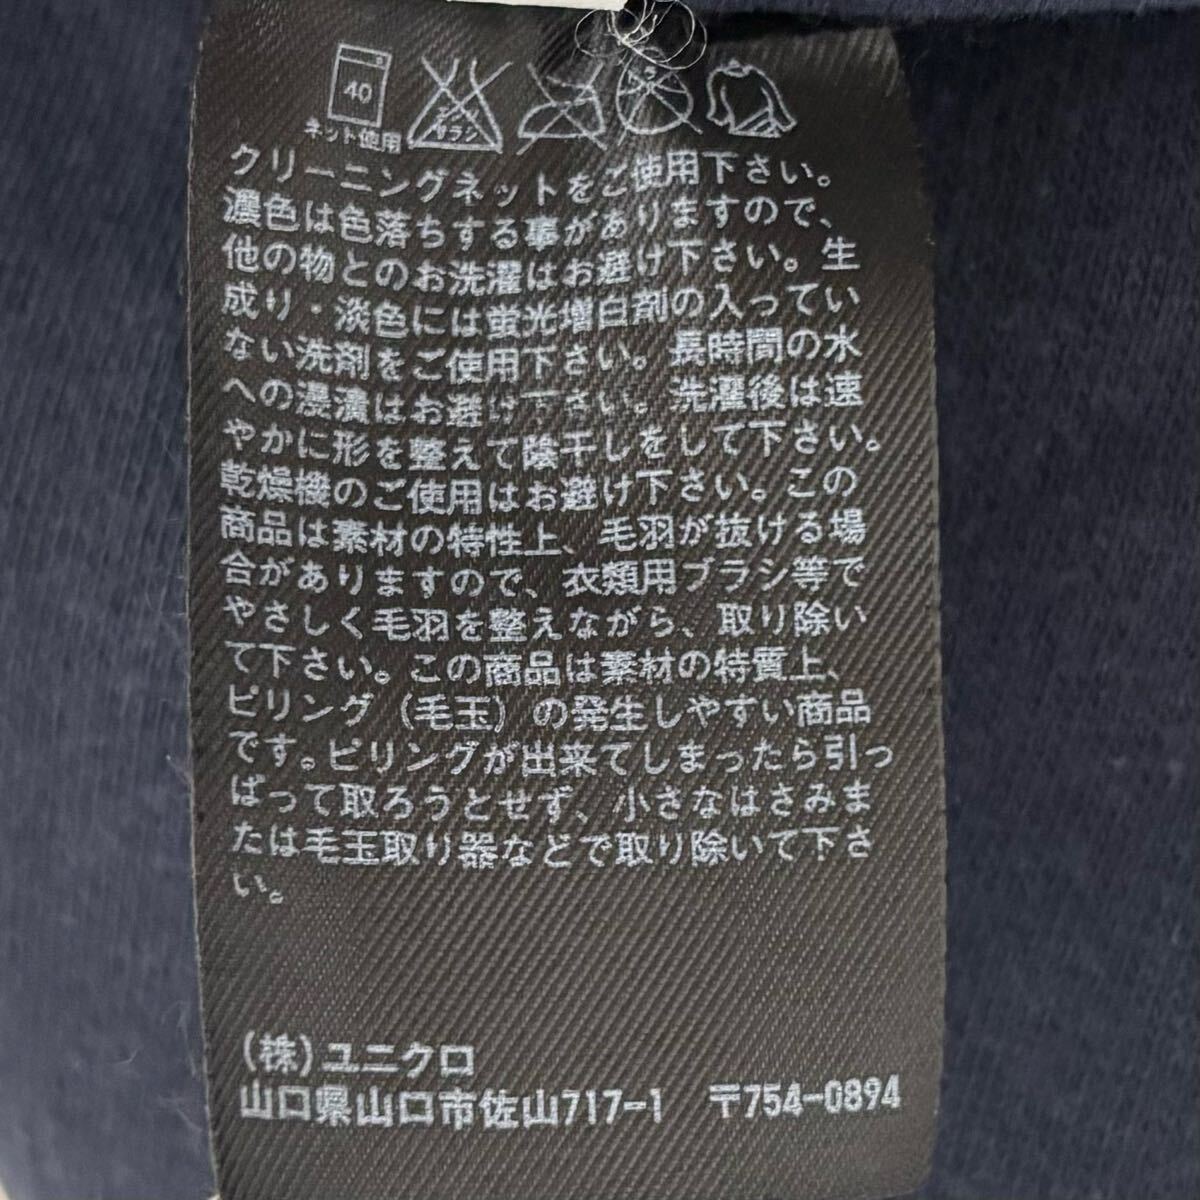 40
ネット使用
エンソ
サラシ
クリーニングネットをご使用下さい。
濃色は色落ちする事がありますので、
他の物とのお洗濯はお避け下さい。生
成り・淡色には蛍光増白剤の入ってい
ない洗剤をご使用下さい。長時間の水
への浸漬はお避け下さい。洗濯後は速
やかに形を整えて陰干しをして下さい。
乾燥機のご使用はお避け下さい。この
商品は素材の特性上、毛羽が抜ける場
合がありますので、衣類用ブラシ等で
やさしく毛羽を整えながら、取り除い
て下さい。この商品は素材の特質上、
ピリング(毛玉)の発生しやすい商品
です。ピリングが出来てしまったら引っ
ぱって取ろうとせず、小さなはさみま
たは毛玉取り器などで取り除いて下さ
い。
(株)ユニクロ
山口県山口市佐山717-1 〒754-0894